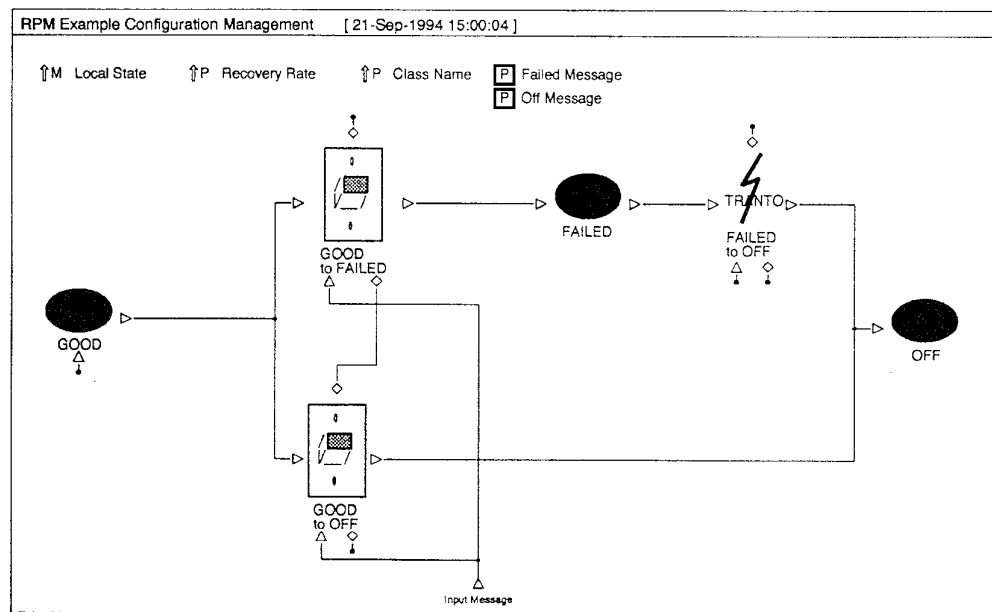 RPM Example Configuration Management [ 21-Sep-1994 15:00:04 ]
⇑M Local State ⇑P Recovery Rate ⇑P Class Name P Failed Message
P Off Message
TRANTO
FAILED
GOOD
to FAILED
FAILED
to OFF
GOOD
OFF
GOOD
to OFF
Input Message